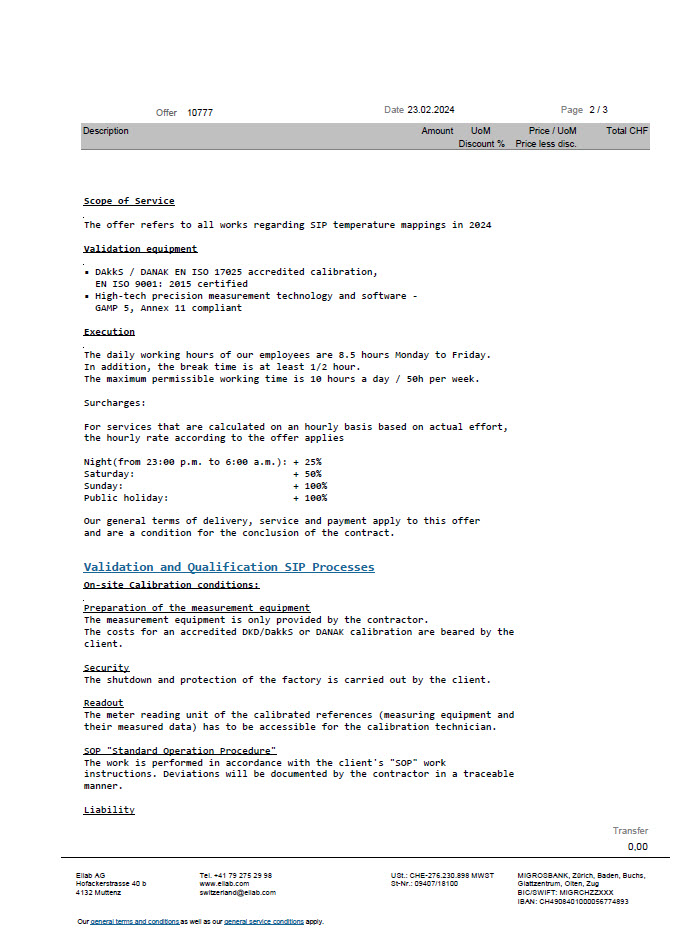 Offer 10777 Date 23.02.2024 Page 2 / 3
Description Amount UoM Price / UoM Total CHF
Discount % Price less disc.
Scope of Service
The offer refers to all works regarding SIP temperature mappings in 2024
Validation equipment
▪ DAkkS / DANAK EN ISO 17025 accredited calibration,
EN ISO 9001: 2015 certified
▪ High-tech precision measurement technology and software -
GAMP 5, Annex 11 compliant
Execution
The daily working hours of our employees are 8.5 hours Monday to Friday.
In addition, the break time is at least 1/2 hour.
The maximum permissible working time is 10 hours a day / 50h per week.
Surcharges:
For services that are calculated on an hourly basis based on actual effort,
the hourly rate according to the offer applies
Night(from 23:00 p.m. to 6:00 a.m.): + 25%
Saturday: + 50%
Sunday: + 100%
Public holiday: + 100%
Our general terms of delivery, service and payment apply to this offer
and are a condition for the conclusion of the contract.
Validation and Qualification SIP Processes
On-site Calibration conditions:
Preparation of the measurement equipment
The measurement equipment is only provided by the contractor.
The costs for an accredited DKD/DakkS or DANAK calibration are beared by the
client.
Security
The shutdown and protection of the factory is carried out by the client.
Readout
The meter reading unit of the calibrated references (measuring equipment and
their measured data) has to be accessible for the calibration technician.
SOP "Standard Operation Procedure"
The work is performed in accordance with the client's "SOP" work
instructions. Deviations will be documented by the contractor in a traceable
manner.
Liability
Transfer
0,00
Ellab AG Tel. +41 79 275 29 98 USt.: CHE-276.230.898 MWST MIGROSBANK, Zürich, Baden, Buchs,
Hofackerstrasse 40 b www.ellab.com St-Nr.: 09407/18100 Glattzentrum, Olten, Zug
4132 Muttenz switzerland@ellab.com BIC/SWIFT: MIGRCHZZXXX
IBAN: CH4908401000056774893
Our general terms and conditions as well as our general service conditions apply.